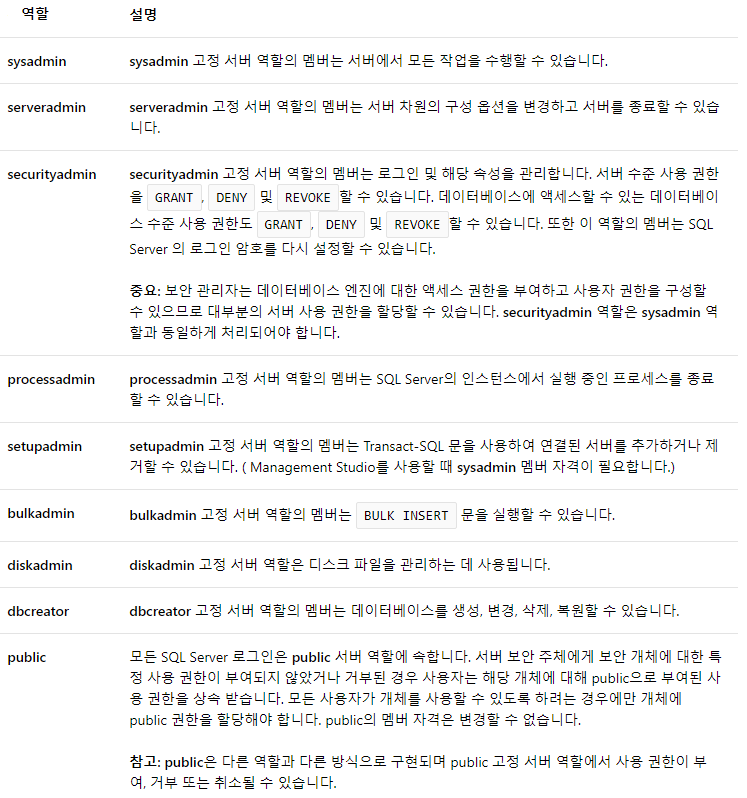 역할 설명
sysadmin sysadmin 고정 서버 역할의 멤버는 서버에서 모든 작업을 수행할 수 있습니다.
serveradmin serveradmin 고정 서버 역할의 멤버는 서버 차원의 구성 옵션을 변경하고 서버를 종료할 수 있습
니다.
securityadmin securityadmin 고정 서버 역할의 멤버는 로그인 및 해당 속성을 관리합니다. 서버 수준 사용 권한
을 GRANT, DENY 및 REVOKE할 수 있습니다. 데이터베이스에 액세스할 수 있는 데이터베이
스 수준 사용 권한도 GRANT, DENY 및 REVOKE할 수 있습니다. 또한 이 역할의 멤버는 SQL
Server 의 로그인 암호를 다시 설정할 수 있습니다.
중요: 보안 관리자는 데이터베이스 엔진에 대한 액세스 권한을 부여하고 사용자 권한을 구성할
수 있으므로 대부분의 서버 사용 권한을 할당할 수 있습니다. securityadmin 역할은 sysadmin 역
할과 동일하게 처리되어야 합니다.
processadmin processadmin 고정 서버 역할의 멤버는 SQL Server의 인스턴스에서 실행 중인 프로세스를 종료
할 수 있습니다.
setupadmin setupadmin 고정 서버 역할의 멤버는 Transact-SQL 문을 사용하여 연결된 서버를 추가하거나 제
거할 수 있습니다. ( Management Studio를 사용할 때 sysadmin 멤버 자격이 필요합니다.)
bulkadmin bulkadmin 고정 서버 역할의 멤버는 BULK INSERT 문을 실행할 수 있습니다.
diskadmin diskadmin 고정 서버 역할은 디스크 파일을 관리하는 데 사용됩니다.
dbcreator dbcreator 고정 서버 역할의 멤버는 데이터베이스를 생성, 변경, 삭제, 복원할 수 있습니다.
public 모든 SQL Server 로그인은 public 서버 역할에 속합니다. 서버 보안 주체에게 보안 개체에 대한 특
정 사용 권한이 부여되지 않았거나 거부된 경우 사용자는 해당 개체에 대해 public으로 부여된 사
용 권한을 상속 받습니다. 모든 사용자가 개체를 사용할 수 있도록 하려는 경우에만 개체에
public 권한을 할당해야 합니다. public의 멤버 자격은 변경할 수 없습니다.
참고: public은 다른 역할과 다른 방식으로 구현되며 public 고정 서버 역할에서 사용 권한이 부
여, 거부 또는 취소될 수 있습니다.